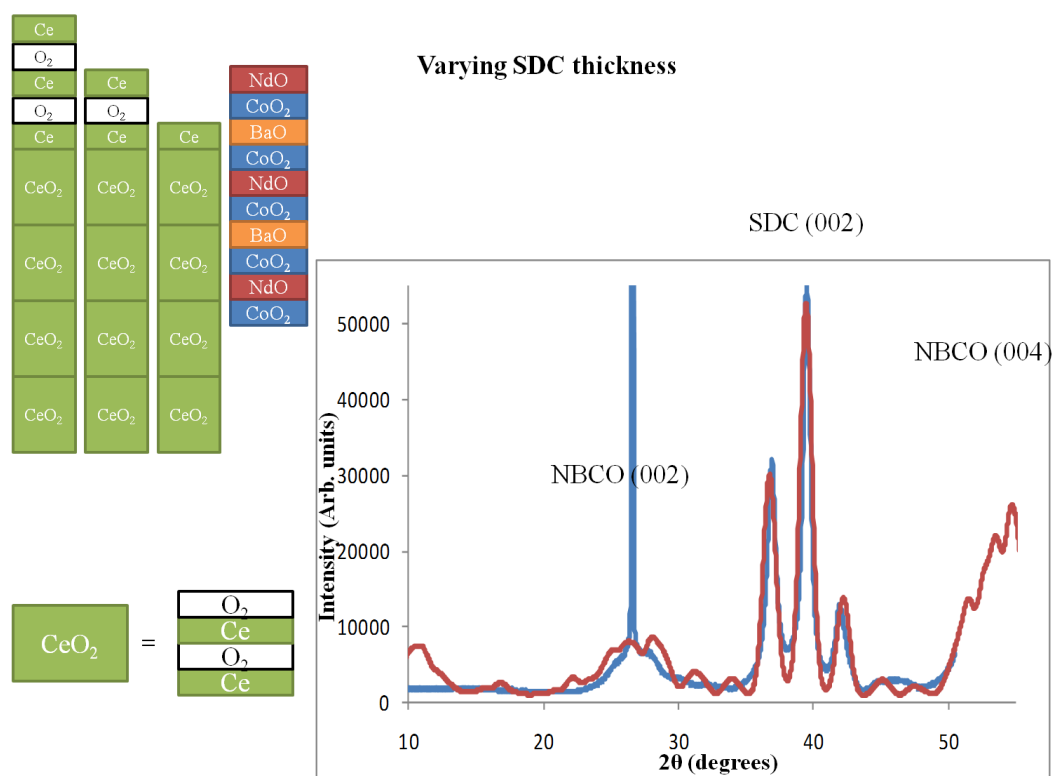 Varying SDC thickness
Ce
O2
Ce
O2
Ce
CeO2
CeO2
CeO2
CeO2
Ce
O2
Ce
CeO2
CeO2
CeO2
CeO2
Ce
CeO2
CeO2
CeO2
CeO2
NdO
CoO2
BaO
CoO2
NdO
CoO2
BaO
CoO2
NdO
CoO2
CeO2
=
O2
Ce
O2
Ce
SDC (002)
NBCO (004)
NBCO (002)
Intensity (Arb. units)
50000
40000
30000
20000
10000
0
10 20 30 40 50
2θ (degrees)